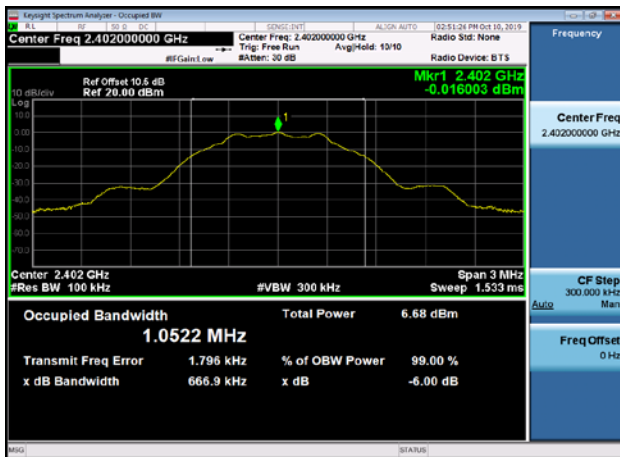 Keysight Spectrum Analyzer - Occupied BW
RL RF 50 Ω DC SENSE:INT ALIGN AUTO 02:51:26 PM Oct 10, 2019
Center Freq 2.402000000 GHz Center Freq: 2.402000000 GHz Radio Std: None
Trig: Free Run Avg|Hold: 10/10
#IFGain:Low #Atten: 30 dB Radio Device: BTS
Frequency
Ref Offset 10.6 dB Mkr1 2.402 GHz
10 dB/div Ref 20.00 dBm -0.016003 dBm
Log
10.0
0.00
-10.0
-20.0
-30.0
-40.0
-50.0
-60.0
-70.0
1
Center 2.402 GHz Span 3 MHz
#Res BW 100 kHz #VBW 300 kHz Sweep 1.533 ms
Occupied Bandwidth Total Power 6.68 dBm
1.0522 MHz
Transmit Freq Error 1.796 kHz % of OBW Power 99.00 %
x dB Bandwidth 666.9 kHz x dB -6.00 dB
Center Freq
2.402000000 GHz
CF Step
300.000 kHz
Auto Man
Freq Offset
0 Hz
MSG STATUS